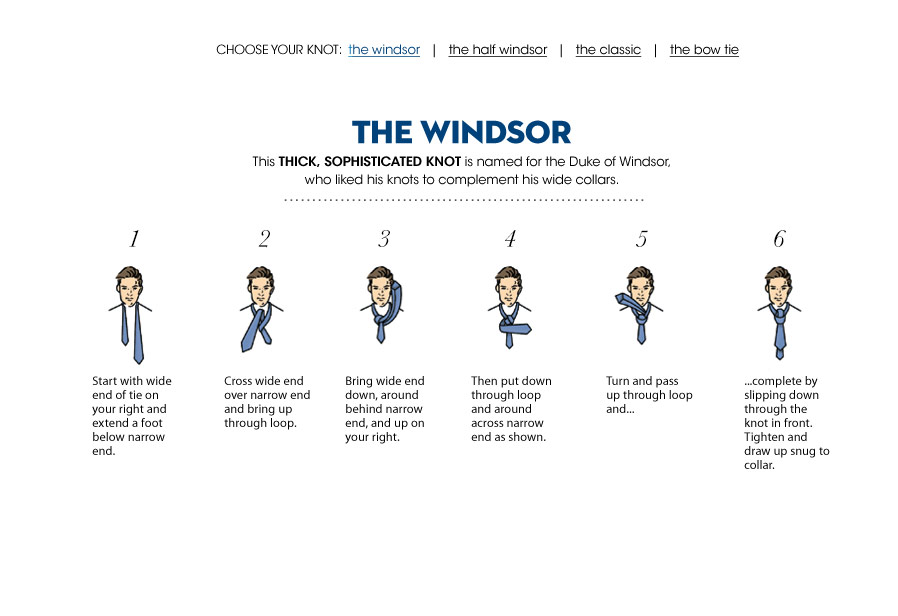 CHOOSE YOUR KNOT: the windsor | the half windsor | the classic | the bow tie
THE WINDSOR
This THICK, SOPHISTICATED KNOT is named for the Duke of Windsor,
who liked his knots to complement his wide collars.
1
Start with wide
end of tie on
your right and
extend a foot
below narrow
end.
2
Cross wide end
over narrow end
and bring up
through loop.
3
Bring wide end
down, around
behind narrow
end, and up on
your right.
4
Then put down
through loop
and around
across narrow
end as shown.
5
Turn and pass
up through loop
and...
6
...complete by
slipping down
through the
knot in front.
Tighten and
draw up snug to
collar.